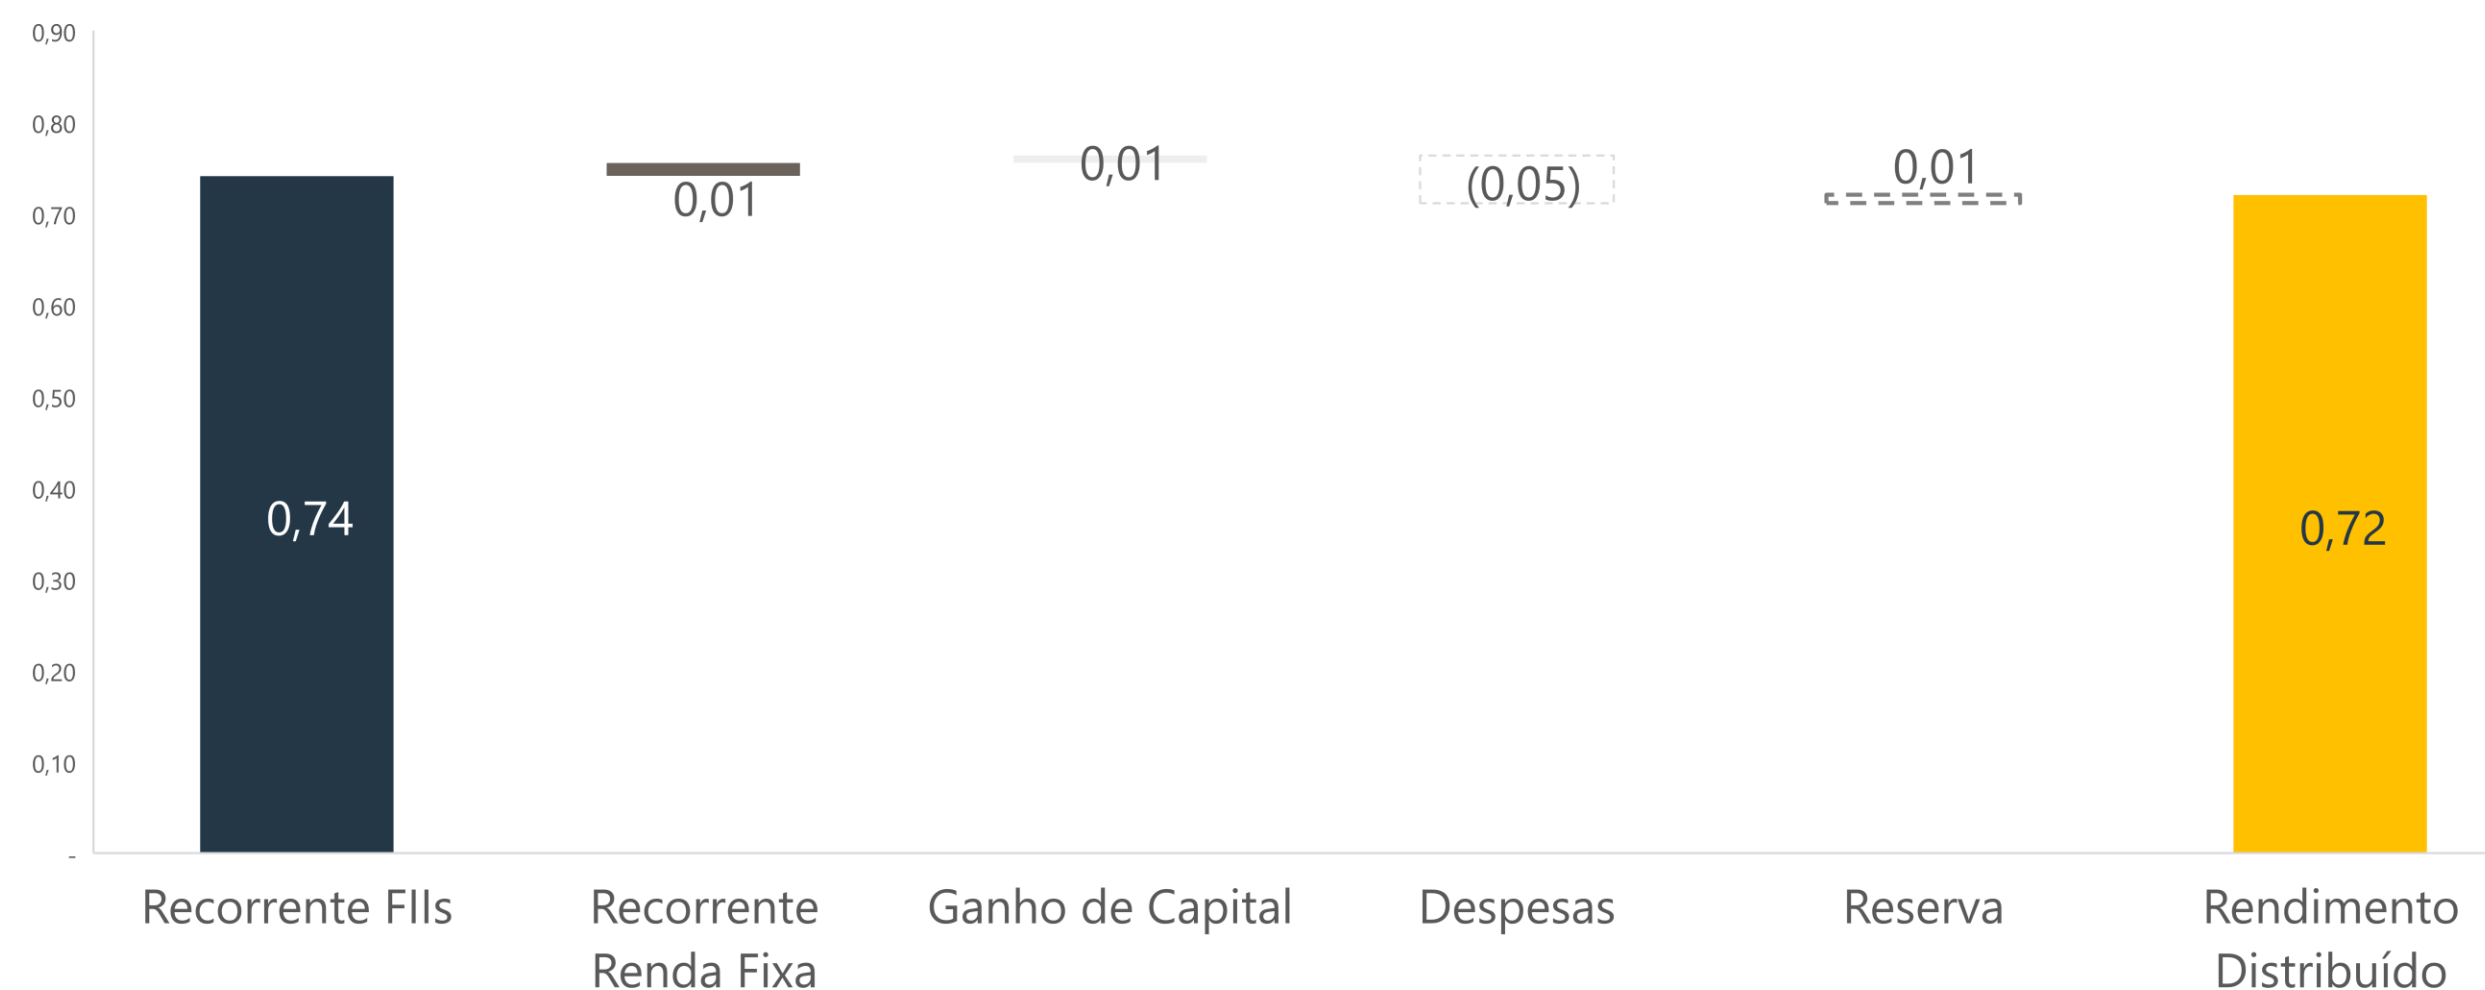 0,90
0,80
0,70
0,60
0,50
0,40
0,30
0,20
0,10
-
0,74
0,01
0,01
(0,05)
0,01
0,72
Recorrente FIIs
Recorrente
Renda Fixa
Ganho de Capital
Despesas
Reserva
Rendimento
Distribuído